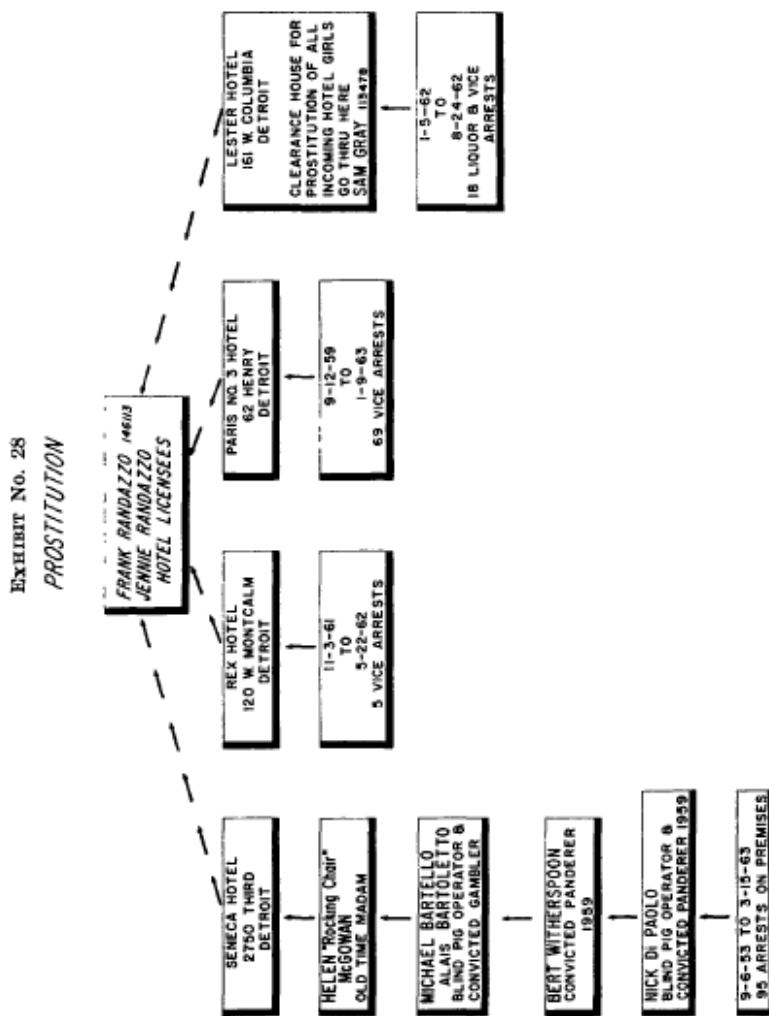 EXHIBIT No. 28
PROSTITUTION
FRANK RANDAZZO 146113
JENNIE RANDAZZO
HOTEL LICENSEES
SENECA HOTEL
2750 THIRD
DETROIT
HELEN "Rocking Chair"
McGOWAN
OLD TIME MADAM
MICHAEL BARTELLO
ALAIS BARTOLETTO
BLIND PIG OPERATOR &
CONVICTED GAMBLER
BERT WITHERSPOON
CONVICTED PANDERER
1959
NICK DI PAOLO
BLIND PIG OPERATOR &
CONVICTED PANDERER 1959
9-6-53 TO 3-15-63
95 ARRESTS ON PREMISES
REX HOTEL
120 W. MONTCALM
DETROIT
11-3-61
TO
5-22-62
5 VICE ARRESTS
PARIS NO. 3 HOTEL
62 HENRY
DETROIT
9-12-59
TO
1-9-63
69 VICE ARRESTS
LESTER HOTEL
161 W. COLUMBIA
DETROIT
CLEARANCE HOUSE FOR
PROSTITUTION OF ALL
INCOMING HOTEL GIRLS
GO THRU HERE
SAM GRAY 113478
1-5-62
TO
8-24-62
18 LIQUOR & VICE
ARRESTS